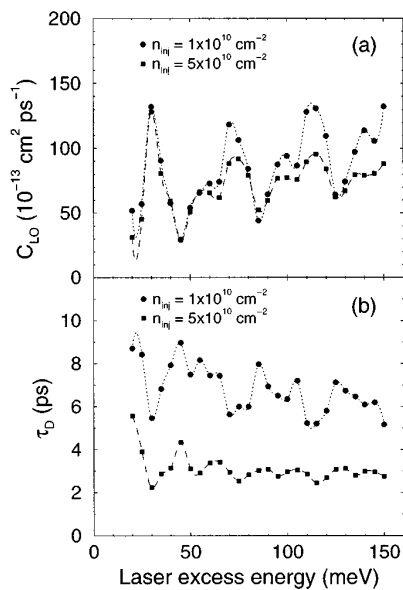 200
(a)
n_inj = 1x10^10 cm^-2
n_inj = 5x10^10 cm^-2
150
100
50
0
C_LO (10^-13 cm^2 ps^-1)
10
(b)
n_inj = 1x10^10 cm^-2
n_inj = 5x10^10 cm^-2
8
6
4
2
0
τ_D (ps)
0 50 100 150
Laser excess energy (meV)